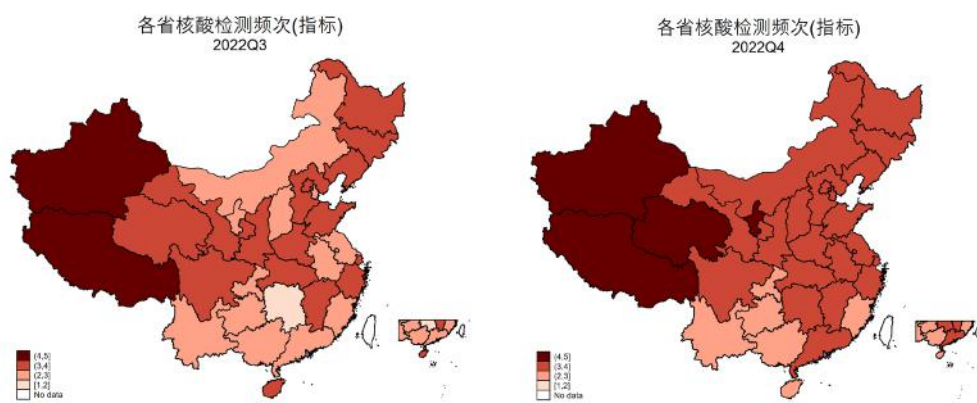 各省核酸检测频次(指标)
2022Q3
(4,5]
(3,4]
(2,3]
[1,2]
No data
各省核酸检测频次(指标)
2022Q4
(4,5]
(3,4]
(2,3]
[1,2]
No data